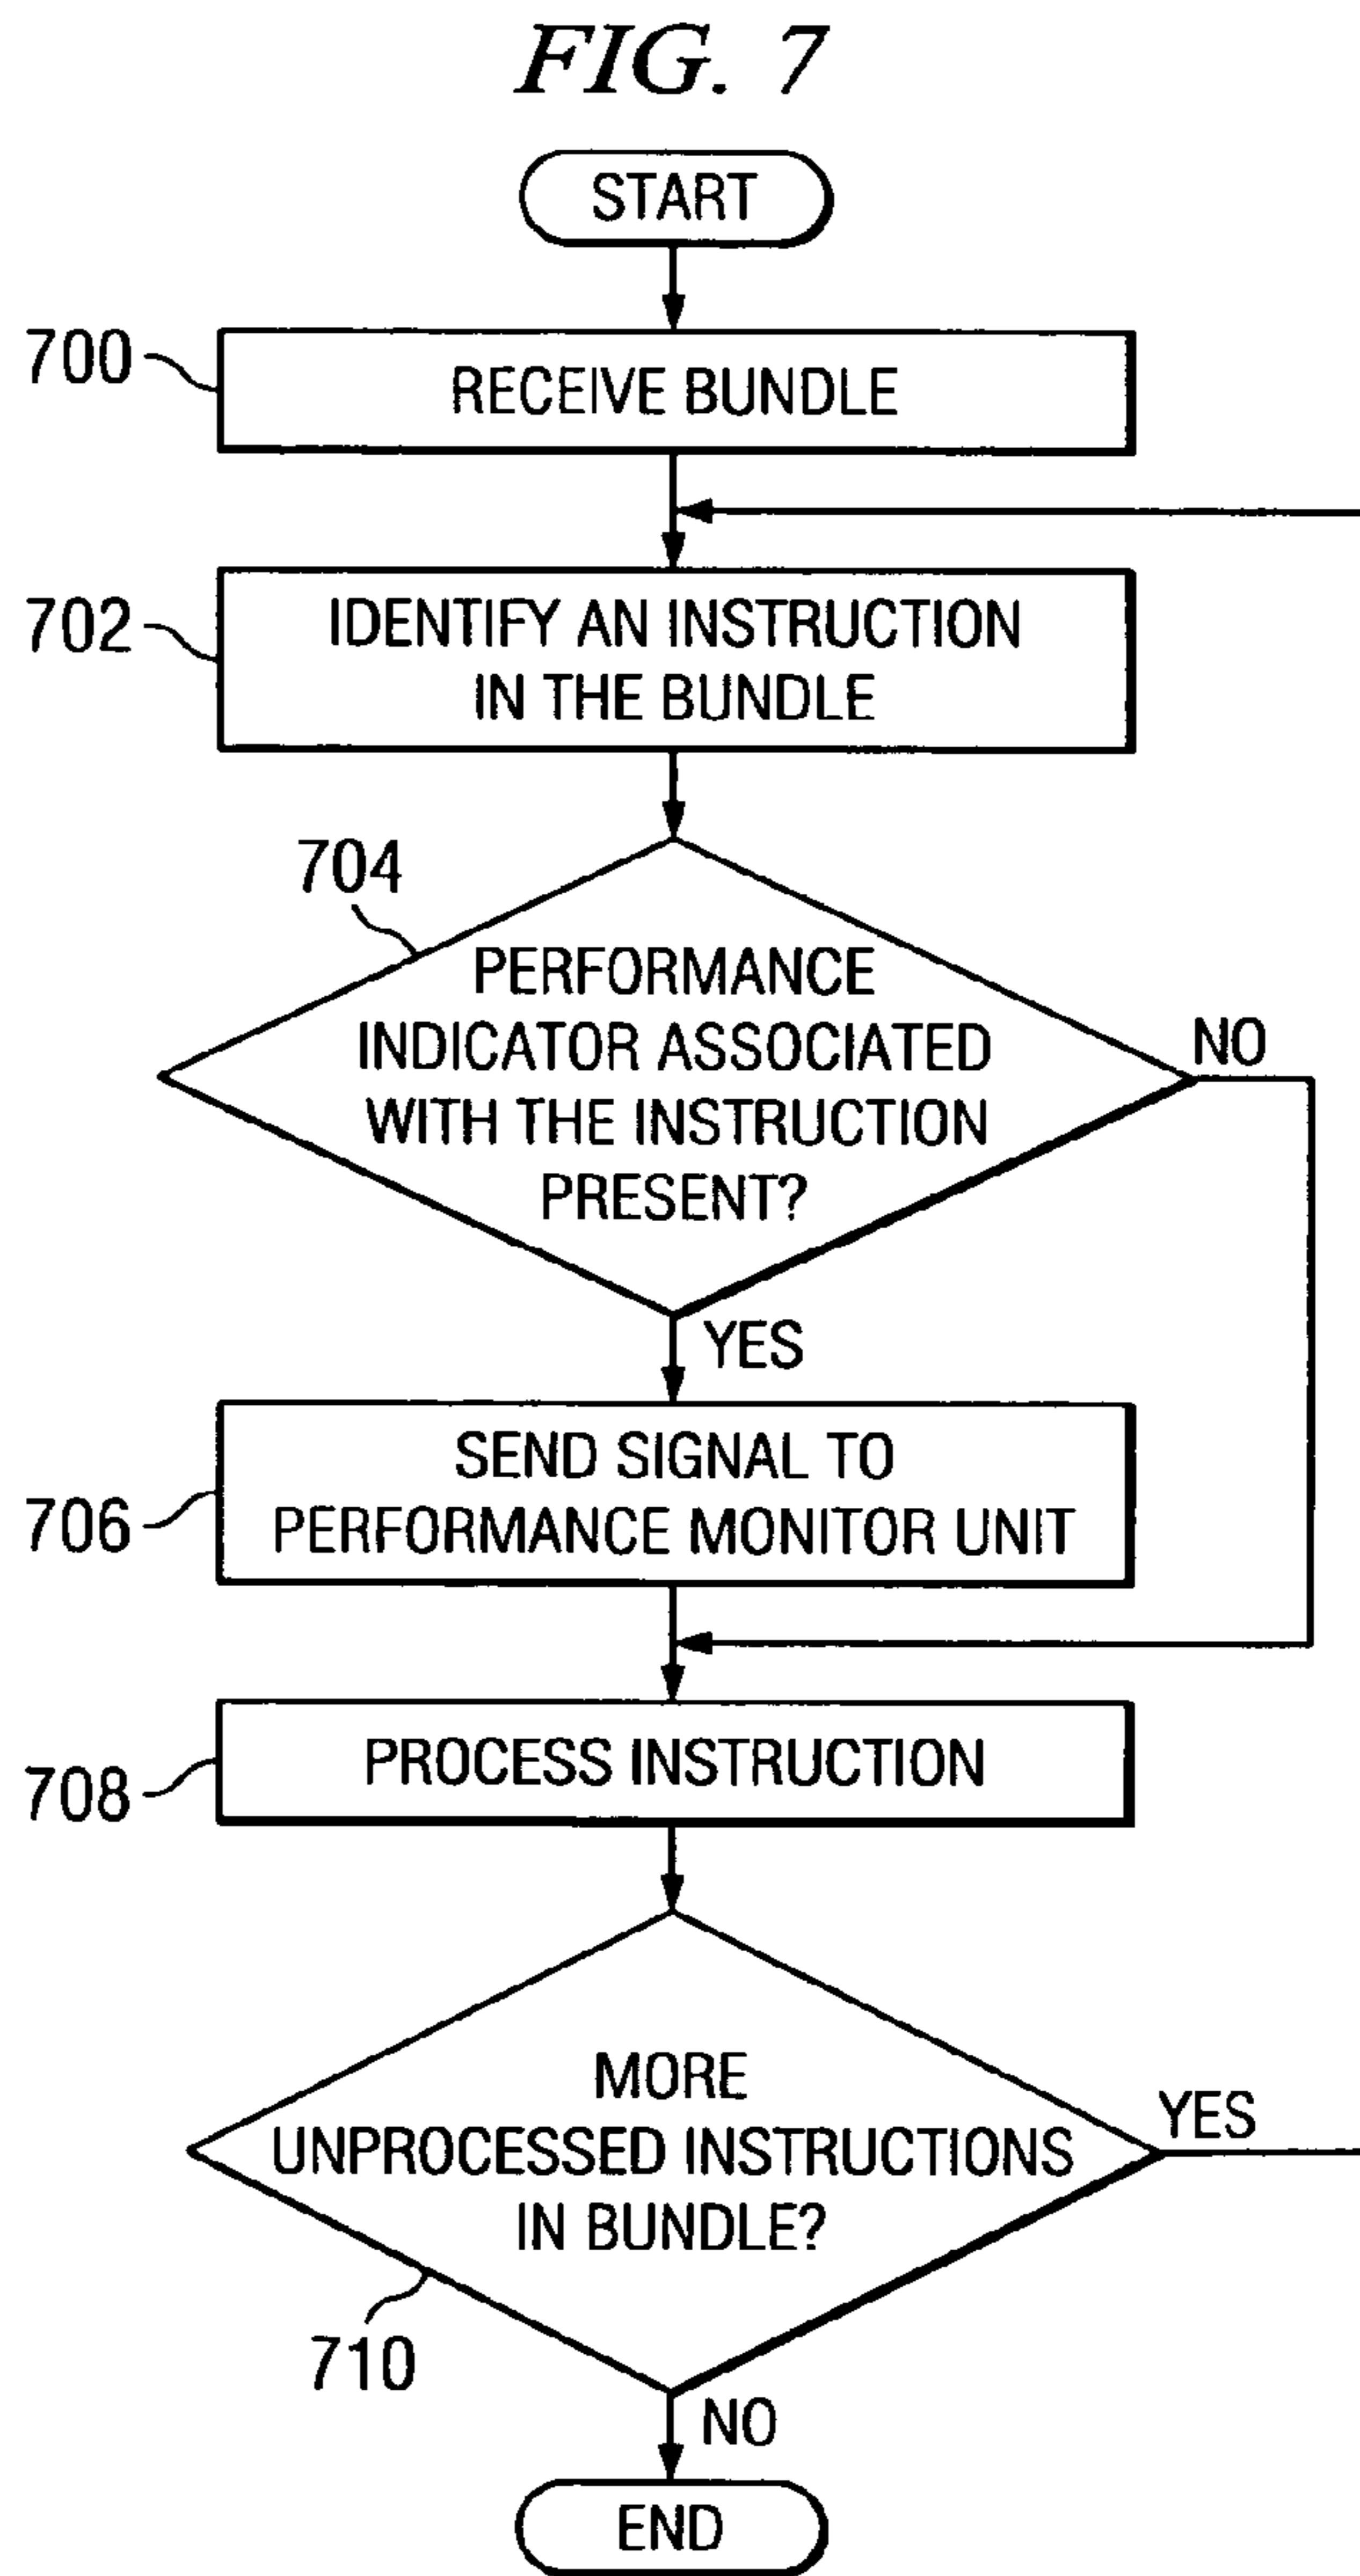 FIG. 7
START
700
RECEIVE BUNDLE
702
IDENTIFY AN INSTRUCTION
IN THE BUNDLE
704
PERFORMANCE
INDICATOR ASSOCIATED
WITH THE INSTRUCTION
PRESENT?
NO
YES
706
SEND SIGNAL TO
PERFORMANCE MONITOR UNIT
708
PROCESS INSTRUCTION
MORE
UNPROCESSED INSTRUCTIONS
IN BUNDLE?
YES
710
NO
END